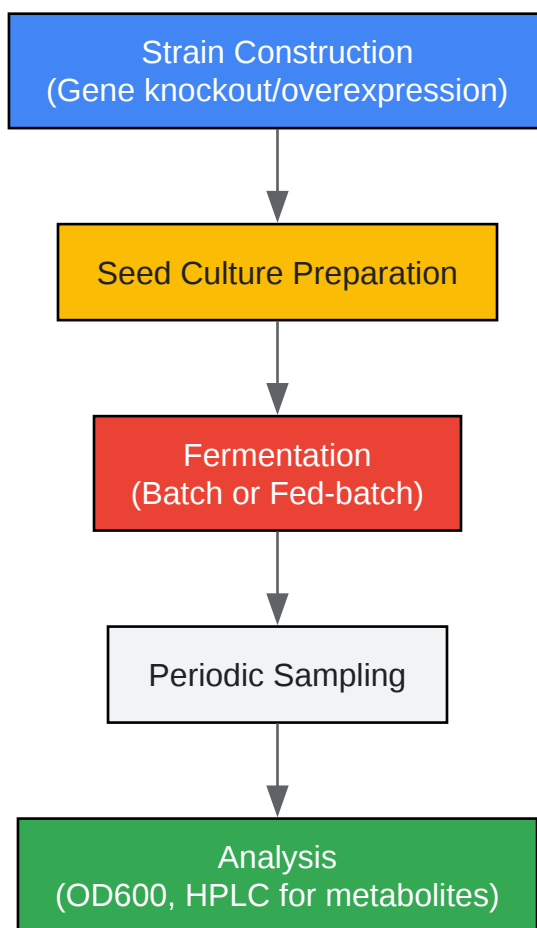 Strain Construction
(Gene knockout/overexpression)
Seed Culture Preparation
Fermentation
(Batch or Fed-batch)
Periodic Sampling
Analysis
(OD600, HPLC for metabolites)